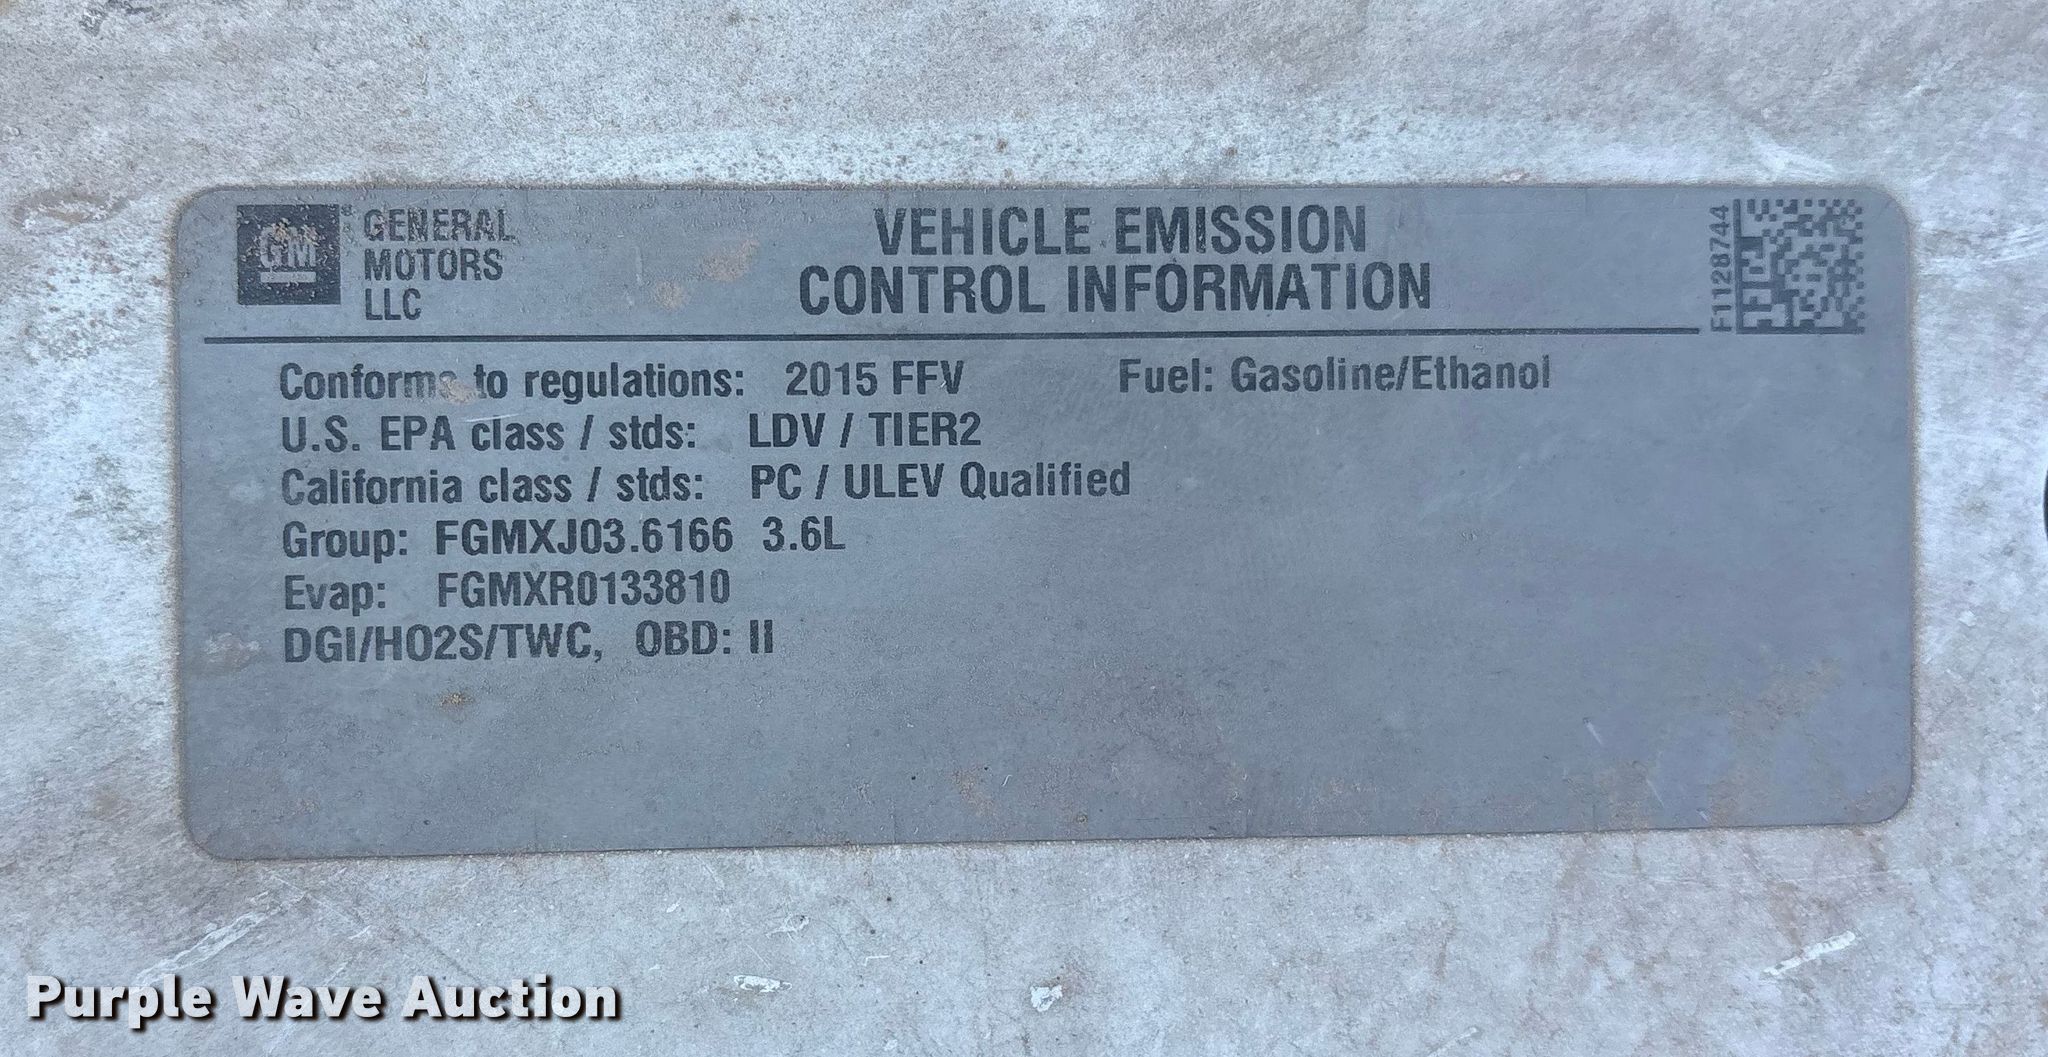 GM
GENERAL
MOTORS
LLC
VEHICLE EMISSION
CONTROL INFORMATION
F1128744
Conforms to regulations: 2015 FFV Fuel: Gasoline/Ethanol
U.S. EPA class / stds: LDV / TIER2
California class / stds: PC / ULEV Qualified
Group: FGMXJ03.6166 3.6L
Evap: FGMXR0133810
DGI/HO2S/TWC, OBD: II
Purple Wave Auction